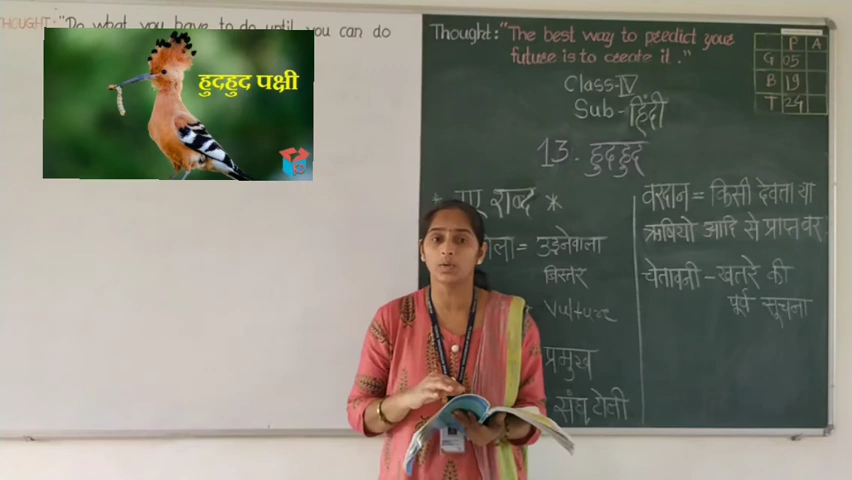 THOUGHT: "Do what you have to do until you can do
हुदहुद पक्षी
Thought: "The best way to predict your
future is to create it."
P A
G 05
B 19
T 24
Class-IV
Sub-हिंदी
13. हुदहुद
* नए शब्द *
= उड़नेवाला
बिस्तर
Vulture
प्रमुख
संघ टोली
वरदान = किसी देवता या
ऋषियो आदि से प्राप्त वर
चेतावनी - खतरे की
पूर्व सूचना